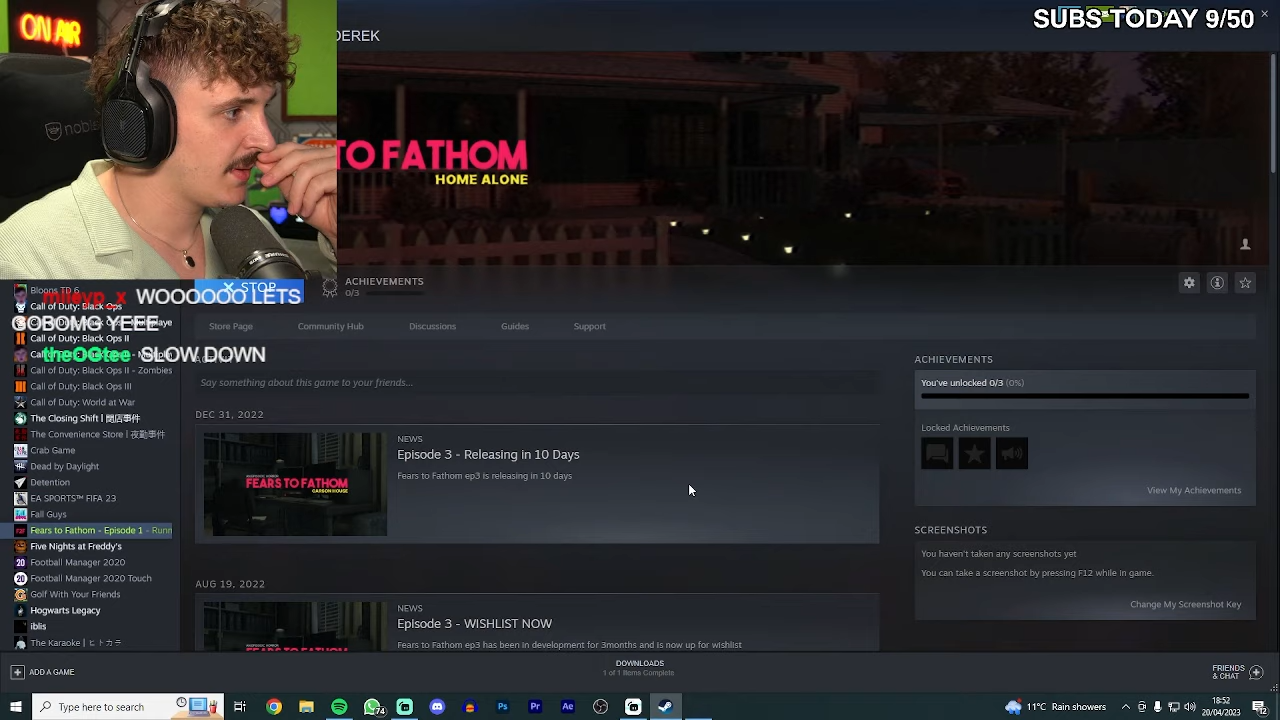 ON AIR
DEREK
SUBS TODAY 9/50
TO FATHOM
HOME ALONE
STOP
ACHIEVEMENTS
0/3
WOOOOOO LETS
GOBOMO YEEE
theOGtee SLOW DOWN
Store Page
Community Hub
Discussions
Guides
Support
Say something about this game to your friends...
DEC 31, 2022
NEWS
Episode 3 - Releasing in 10 Days
Fears to Fathom ep3 is releasing in 10 days
FEARS TO FATHOM
CARSON HOUSE
AUG 19, 2022
NEWS
Episode 3 - WISHLIST NOW
Fears to Fathom ep3 has been in development for 3months and is now up for wishlist
ACHIEVEMENTS
You've unlocked 0/3 (0%)
Locked Achievements
View My Achievements
SCREENSHOTS
You haven't taken any screenshots yet
You can take a screenshot by pressing F12 while in game.
Change My Screenshot Key
Bloons TD 6
Call of Duty: Black Ops
Call of Duty: Black Ops II
Call of Duty: Black Ops II - Zombies
Call of Duty: Black Ops III
Call of Duty: World at War
The Closing Shift | 閉店事件
The Convenience Store | 夜勤事件
Crab Game
Dead by Daylight
Detention
EA SPORTS™ FIFA 23
Fall Guys
Fears to Fathom - Episode 1 - Runn
Five Nights at Freddy's
Football Manager 2020
Football Manager 2020 Touch
Golf With Your Friends
Hogwarts Legacy
iblis
The Karaoke
ADD A GAME
DOWNLOADS
1 of 1 Items Complete
FRIENDS
& CHAT
Type here to search
74
Ps
Pr
Ae
11°C Rain showers
18:52
20/04/2023